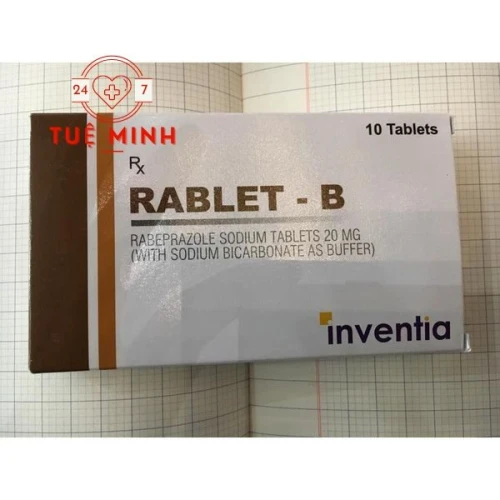 24 7
TUỆ MINH
10 Tablets
Rx
RABLET - B
RABEPRAZOLE SODIUM TABLETS 20 MG
(WITH SODIUM BICARBONATE AS BUFFER)
inventia